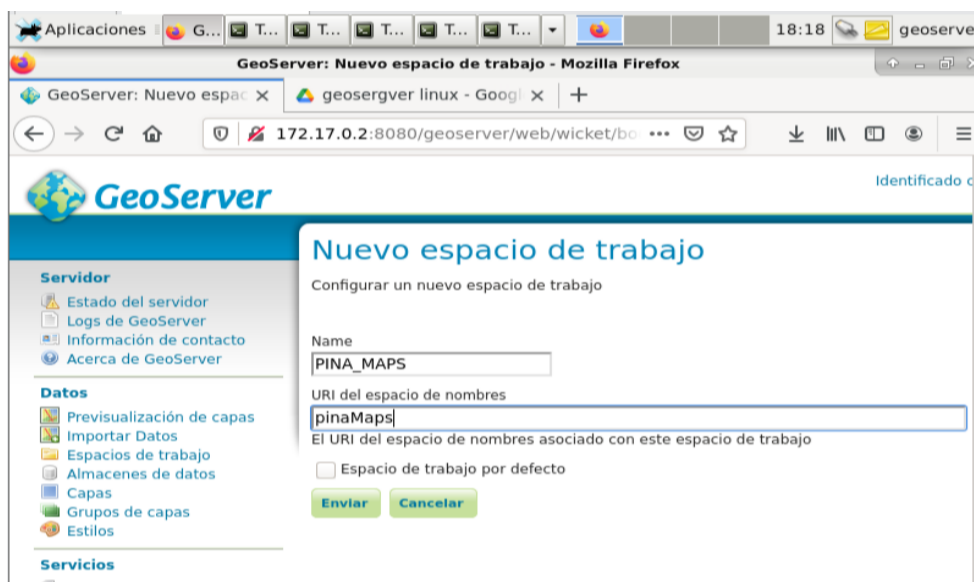 Aplicaciones G... T... T... T... T... T... 18:18 geoserve
GeoServer: Nuevo espacio de trabajo - Mozilla Firefox
GeoServer: Nuevo espac geosergver linux - Googl
172.17.0.2:8080/geoserver/web/wicket/bo
GeoServer
Identificado c
Nuevo espacio de trabajo
Configurar un nuevo espacio de trabajo
Name
PINA_MAPS
URI del espacio de nombres
pinaMaps
El URI del espacio de nombres asociado con este espacio de trabajo
Espacio de trabajo por defecto
Enviar Cancelar
Servidor
Estado del servidor
Logs de GeoServer
Información de contacto
Acerca de GeoServer
Datos
Previsualización de capas
Importar Datos
Espacios de trabajo
Almacenes de datos
Capas
Grupos de capas
Estilos
Servicios